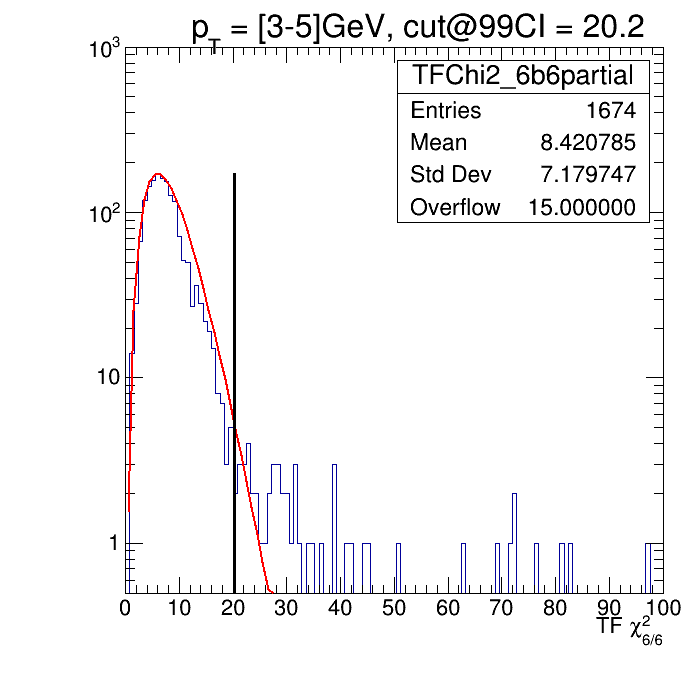 p_T = [3-5]GeV, cut@99CI = 20.2
TFChi2_6b6partial
Entries 1674
Mean 8.420785
Std Dev 7.179747
Overflow 15.000000
10³
10²
10
1
0 10 20 30 40 50 60 70 80 90 100
TF χ²_6/6